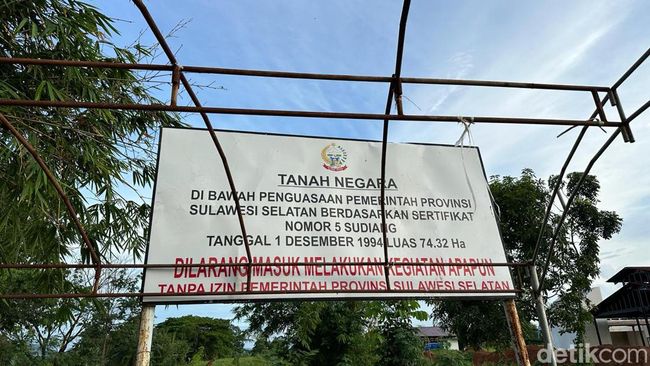 TANAH NEGARA
DI BAWAH PENGUASAAN PEMERINTAH PROVINSI
SULAWESI SELATAN BERDASARKAN SERTIFIKAT
NOMOR 5 SUDIANG
TANGGAL 1 DESEMBER 1994 LUAS 74.32 Ha
DILARANG MASUK MELAKUKAN KEGIATAN APAPUN
TANPA IZIN PEMERINTAH PROVINSI SULAWESI SELATAN
detikcom